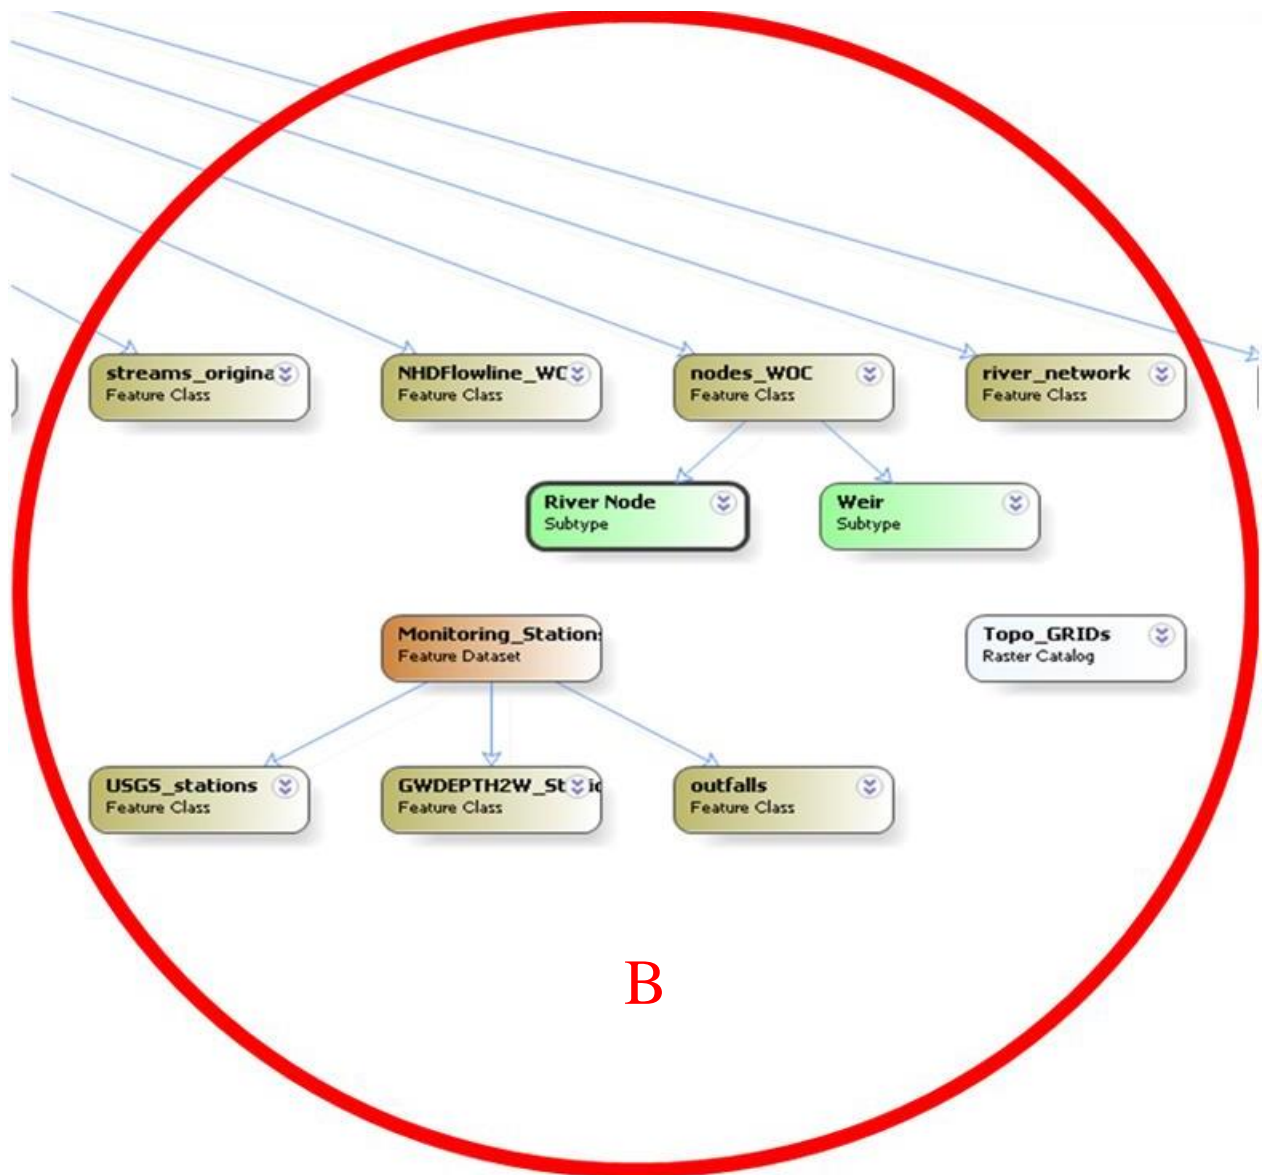 streams_origina
Feature Class
NHDFlowline_WC
Feature Class
nodes_WOC
Feature Class
river_network
Feature Class
River Node
Subtype
Weir
Subtype
Monitoring_Station
Feature Dataset
Topo_GRIDs
Raster Catalog
USGS_stations
Feature Class
GWDEPTH2W_St
Feature Class
outfalls
Feature Class
B